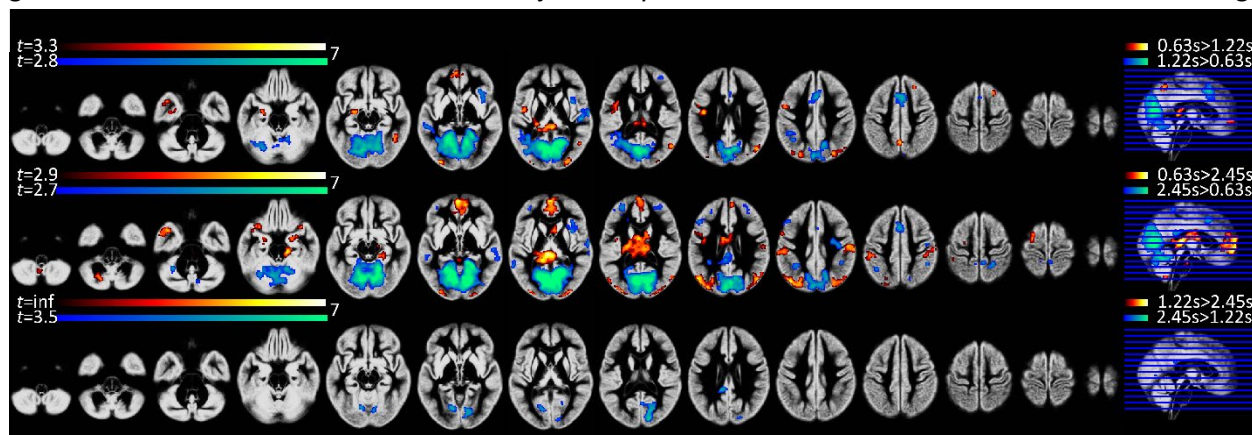 t=3.3
t=2.8
7
0.63s>1.22s
1.22s>0.63s
t=2.9
t=2.7
7
0.63s>2.45s
2.45s>0.63s
t=inf
t=3.5
7
1.22s>2.45s
2.45s>1.22s